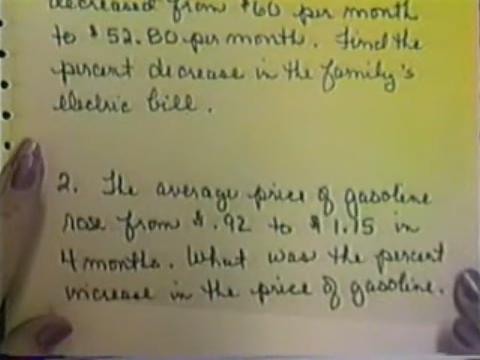 decreased from $60 per month
to $52.80 per month. Find the
percent decrease in the family's
electric bill.
2. The average price of gasoline
rose from $.92 to $1.15 in
4 months. What was the percent
increase in the price of gasoline.